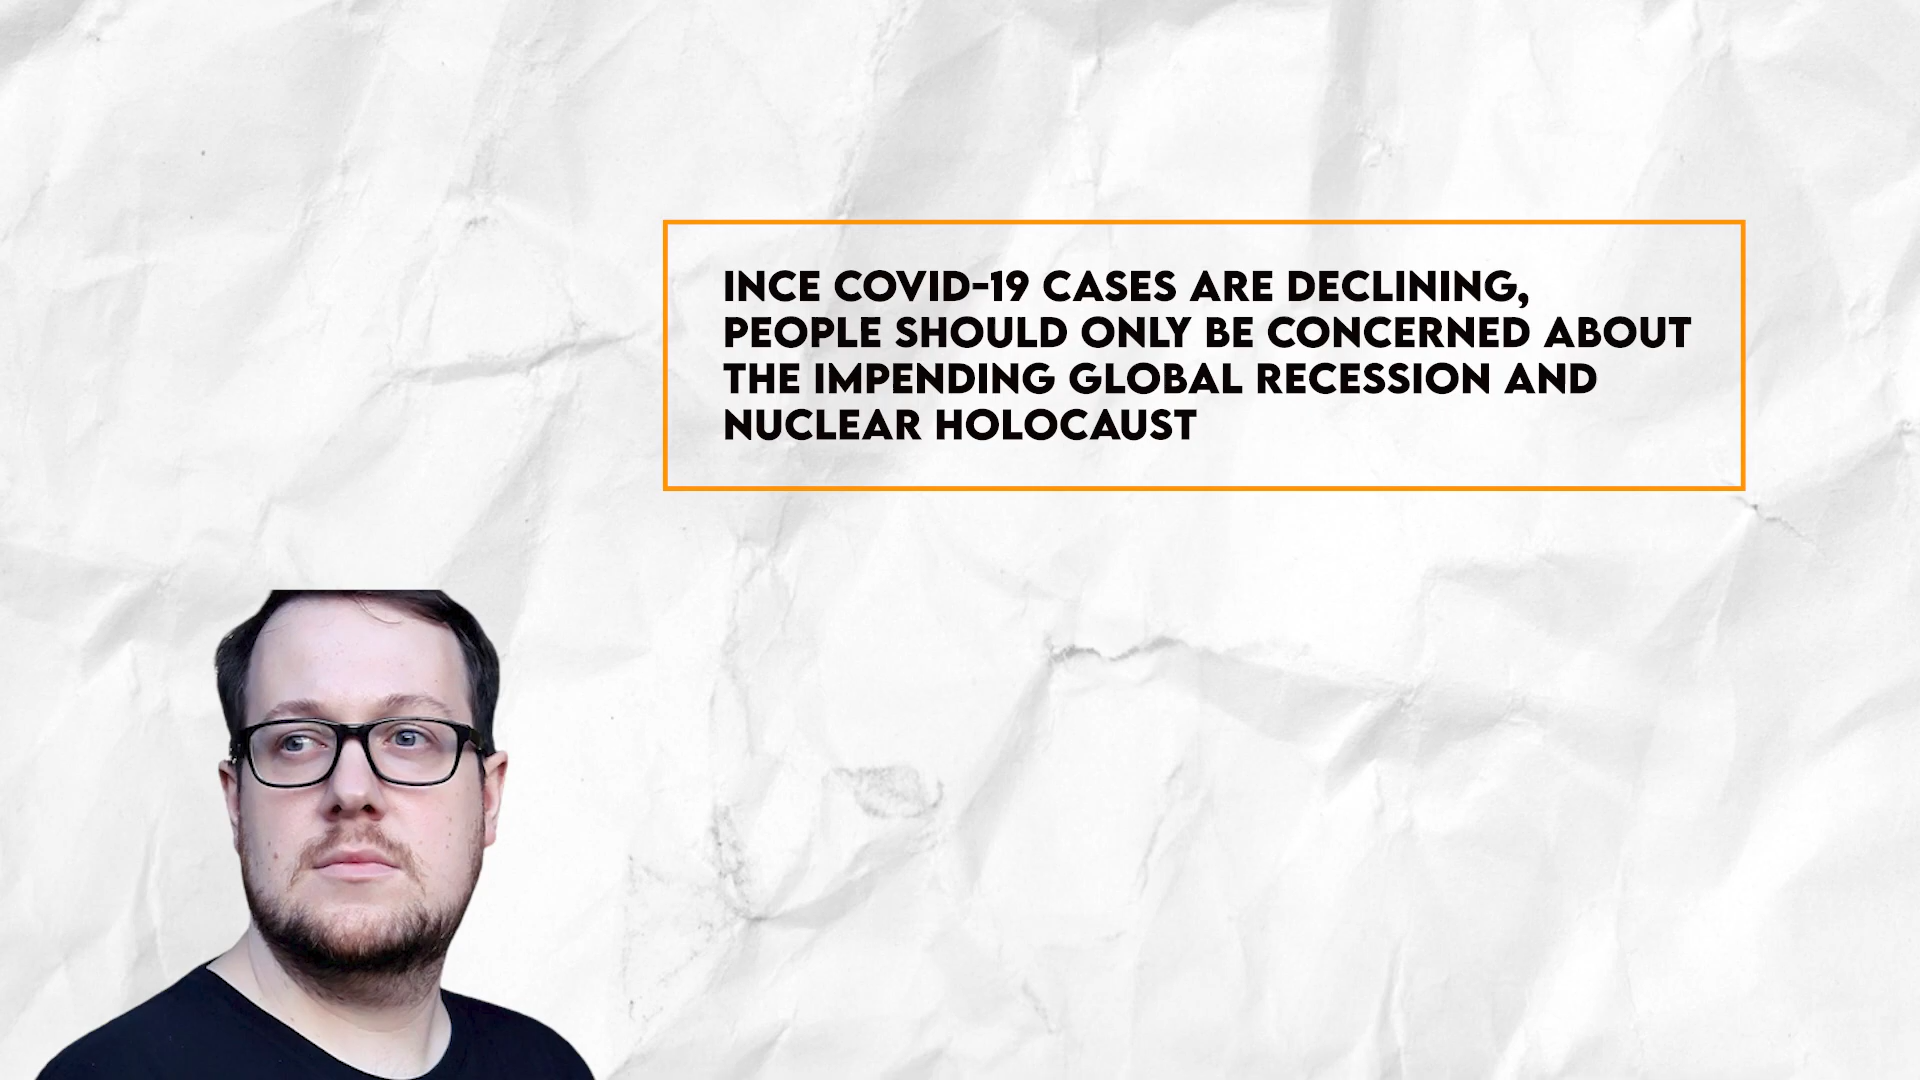 INCE COVID-19 CASES ARE DECLINING,
PEOPLE SHOULD ONLY BE CONCERNED ABOUT
THE IMPENDING GLOBAL RECESSION AND
NUCLEAR HOLOCAUST